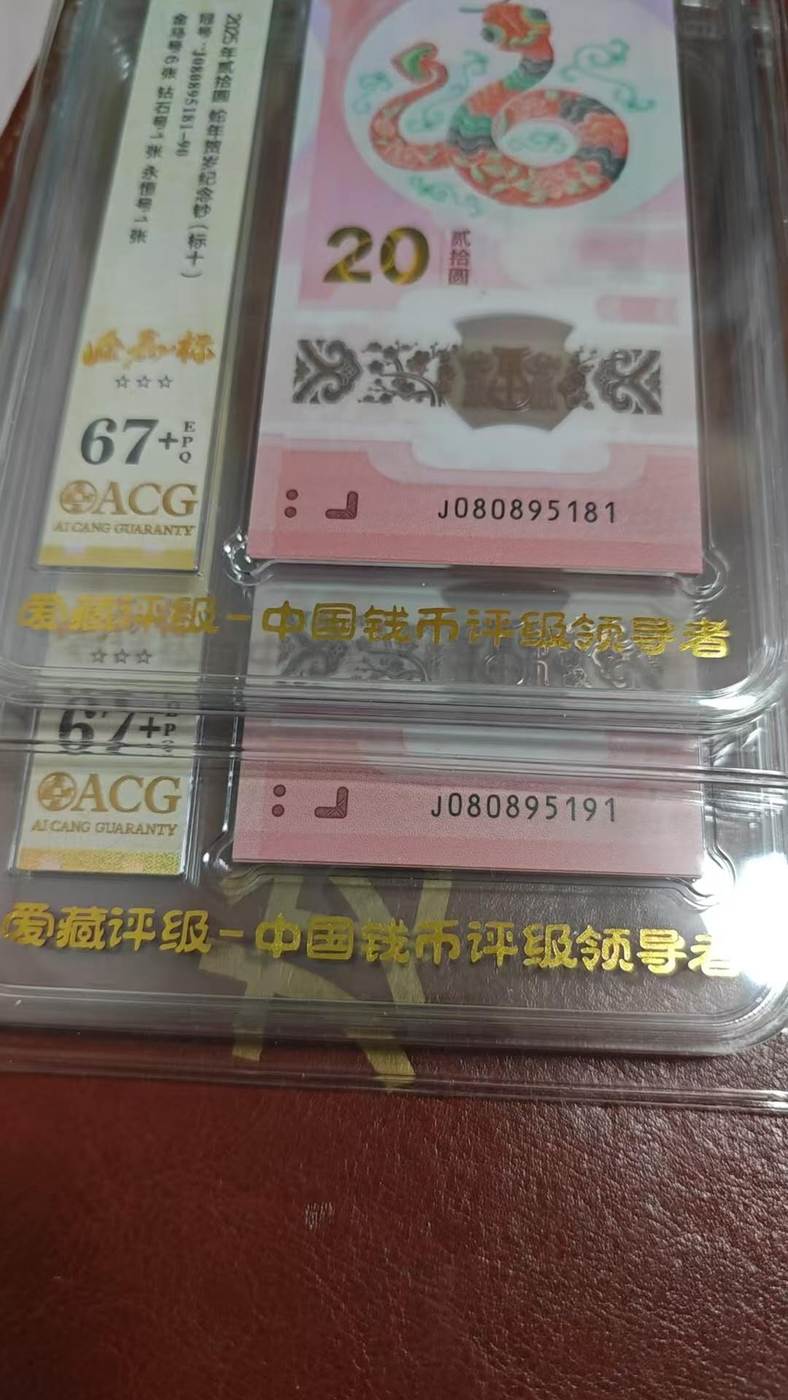 2025年贰拾圆 蛇年贺岁纪念钞（标十）
冠号:J080895181-90
金马号6张 钻石号1张 永恒号1张
☆☆☆
67+ EPQ
ACG
AI CANG GUARANTY
20 贰拾圆
J080895181
爱藏评级-中国钱币评级领导者
☆☆☆
67+
ACG
AI CANG GUARANTY
J080895191
爱藏评级-中国钱币评级领导者